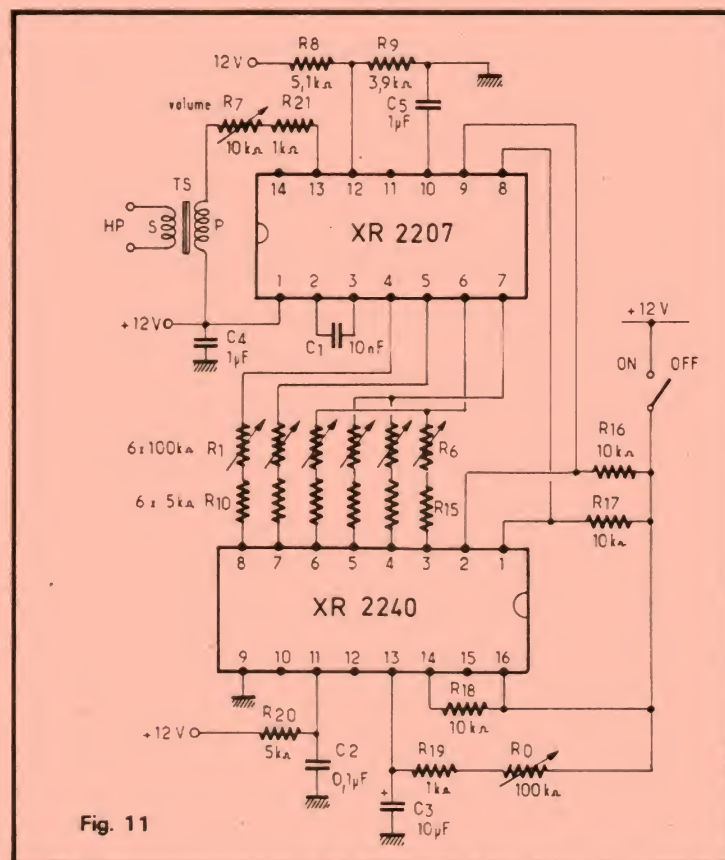 12 V R8 R9
5,1kΩ 3,9kΩ
volume R7 R21 C5
1µF
10kΩ 1kΩ
TS
14 13 12 11 10 9 8
HP S P
XR 2207
1 2 3 4 5 6 7
+12V
+12V
C4 C1 10nF
1µF
ON OFF
6x100kΩ R1 R6
R16
10kΩ
6 x 5kΩ R10 R15 R17
10kΩ
8 7 6 5 4 3 2 1
XR 2240
9 10 11 12 13 14 15 16
R18
10kΩ
+12V R20
5kΩ
R19 R0
1kΩ 100kΩ
C2
0,1µF
+ C3
10µF
Fig. 11